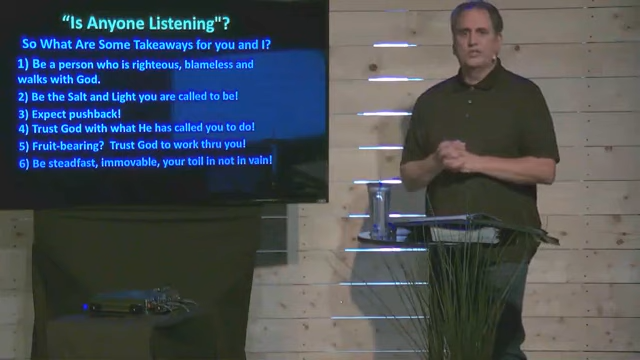 “Is Anyone Listening"?
So What Are Some Takeaways for you and I?
1) Be a person who is righteous, blameless and
walks with God.
2) Be the Salt and Light you are called to be!
3) Expect pushback!
4) Trust God with what He has called you to do!
5) Fruit-bearing? Trust God to work thru you!
6) Be steadfast, immovable, your toil in not in vain!